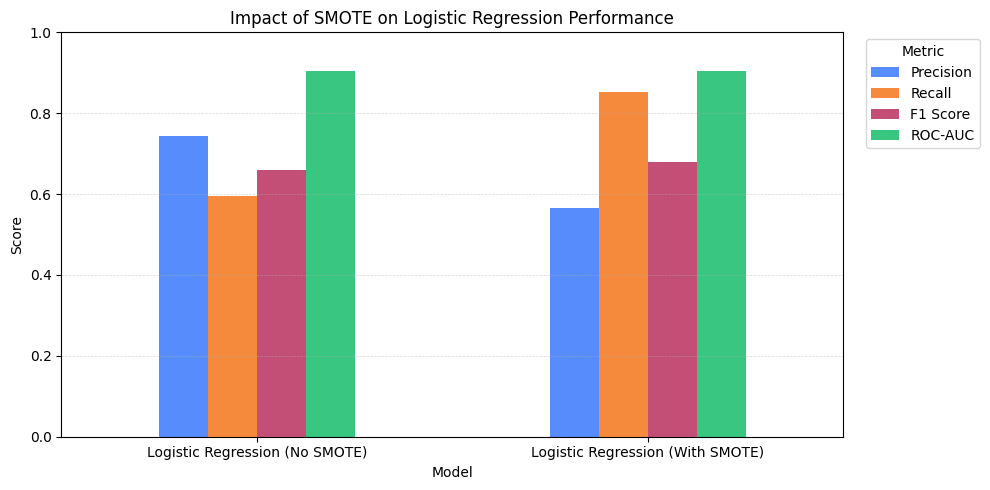 Impact of SMOTE on Logistic Regression Performance
1.0
0.8
0.6
0.4
0.2
0.0
Score
Logistic Regression (No SMOTE)
Logistic Regression (With SMOTE)
Model
Metric
Precision
Recall
F1 Score
ROC-AUC